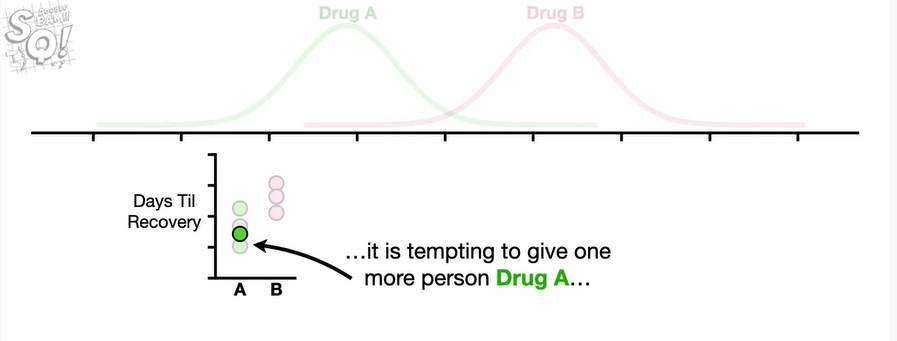 Drug A
Drug B
Days Til
Recovery
…it is tempting to give one
more person Drug A…
A
B